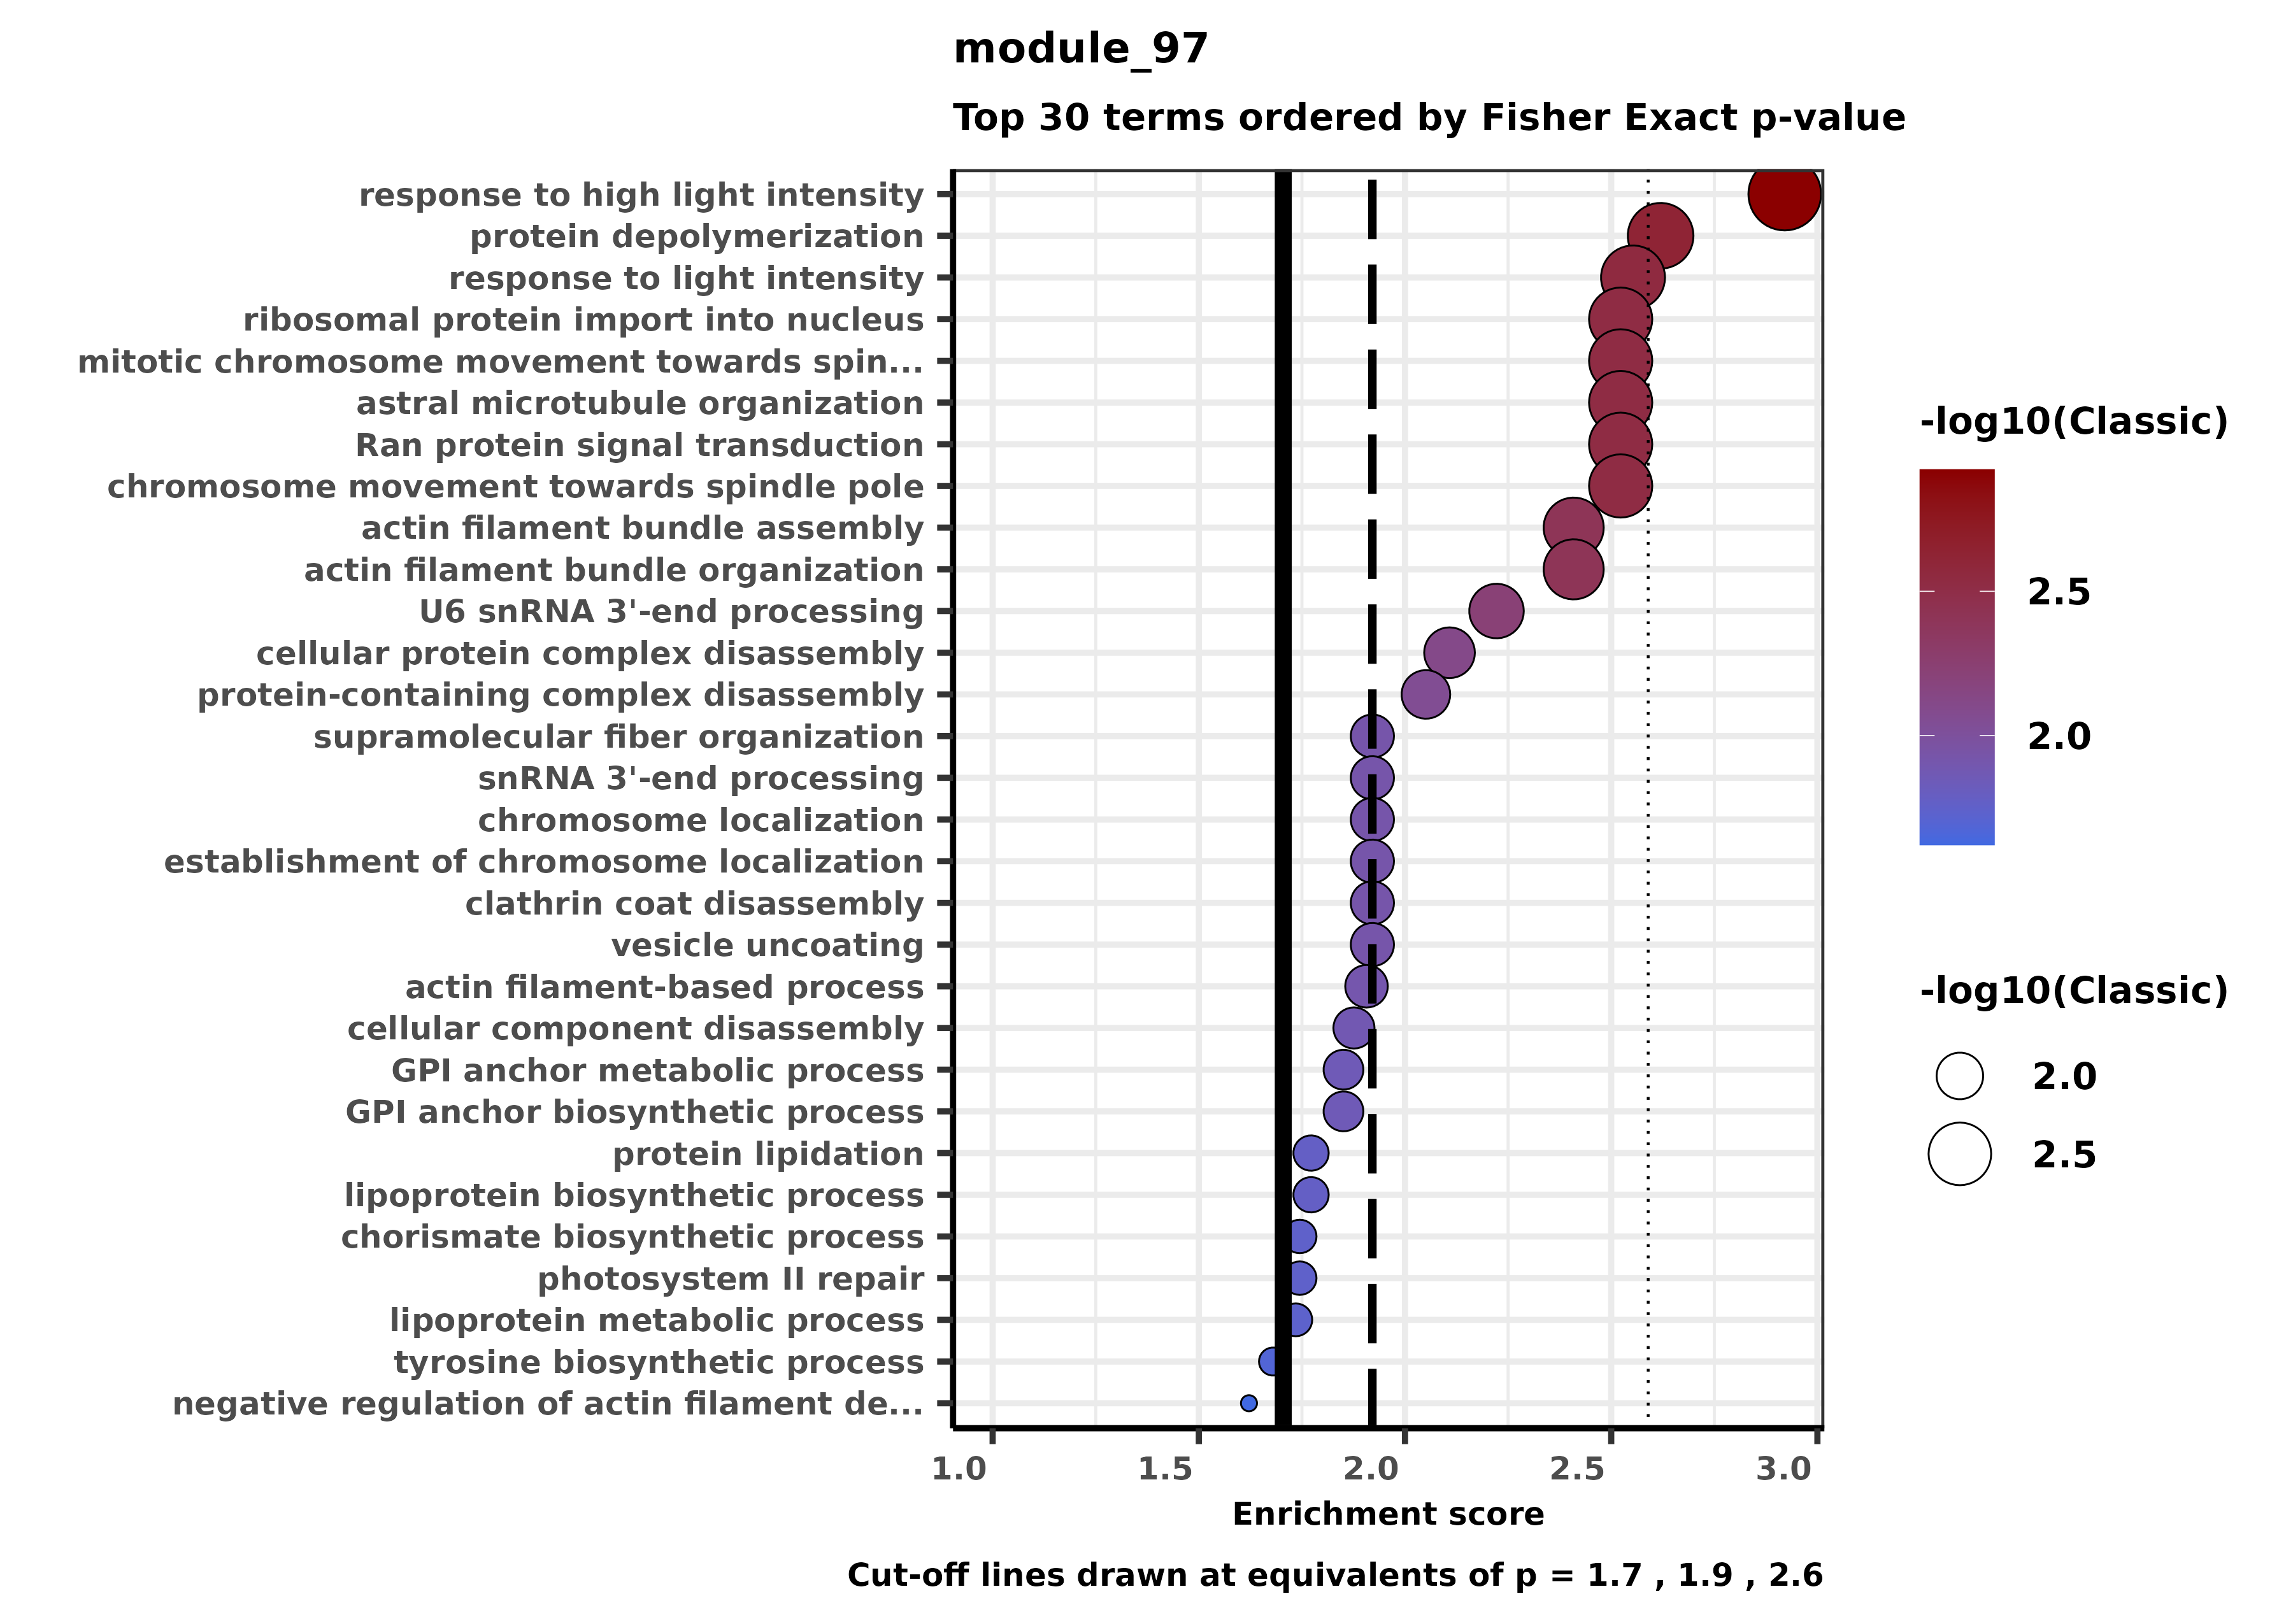 module_97
Top 30 terms ordered by Fisher Exact p-value
response to high light intensity
protein depolymerization
response to light intensity
ribosomal protein import into nucleus
mitotic chromosome movement towards spin...
astral microtubule organization
Ran protein signal transduction
chromosome movement towards spindle pole
actin filament bundle assembly
actin filament bundle organization
U6 snRNA 3'-end processing
cellular protein complex disassembly
protein-containing complex disassembly
supramolecular fiber organization
snRNA 3'-end processing
chromosome localization
establishment of chromosome localization
clathrin coat disassembly
vesicle uncoating
actin filament-based process
cellular component disassembly
GPI anchor metabolic process
GPI anchor biosynthetic process
protein lipidation
lipoprotein biosynthetic process
chorismate biosynthetic process
photosystem II repair
lipoprotein metabolic process
tyrosine biosynthetic process
negative regulation of actin filament de...
1.0 1.5 2.0 2.5 3.0
Enrichment score
Cut-off lines drawn at equivalents of p = 1.7 , 1.9 , 2.6
-log10(Classic)
2.5
2.0
-log10(Classic)
2.0
2.5